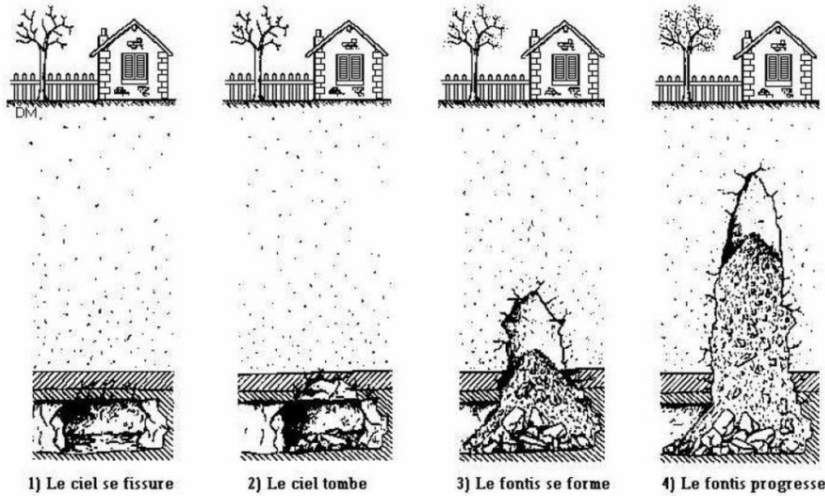 DM
1) Le ciel se fissure
2) Le ciel tombe
3) Le fontis se forme
4) Le fontis progresse